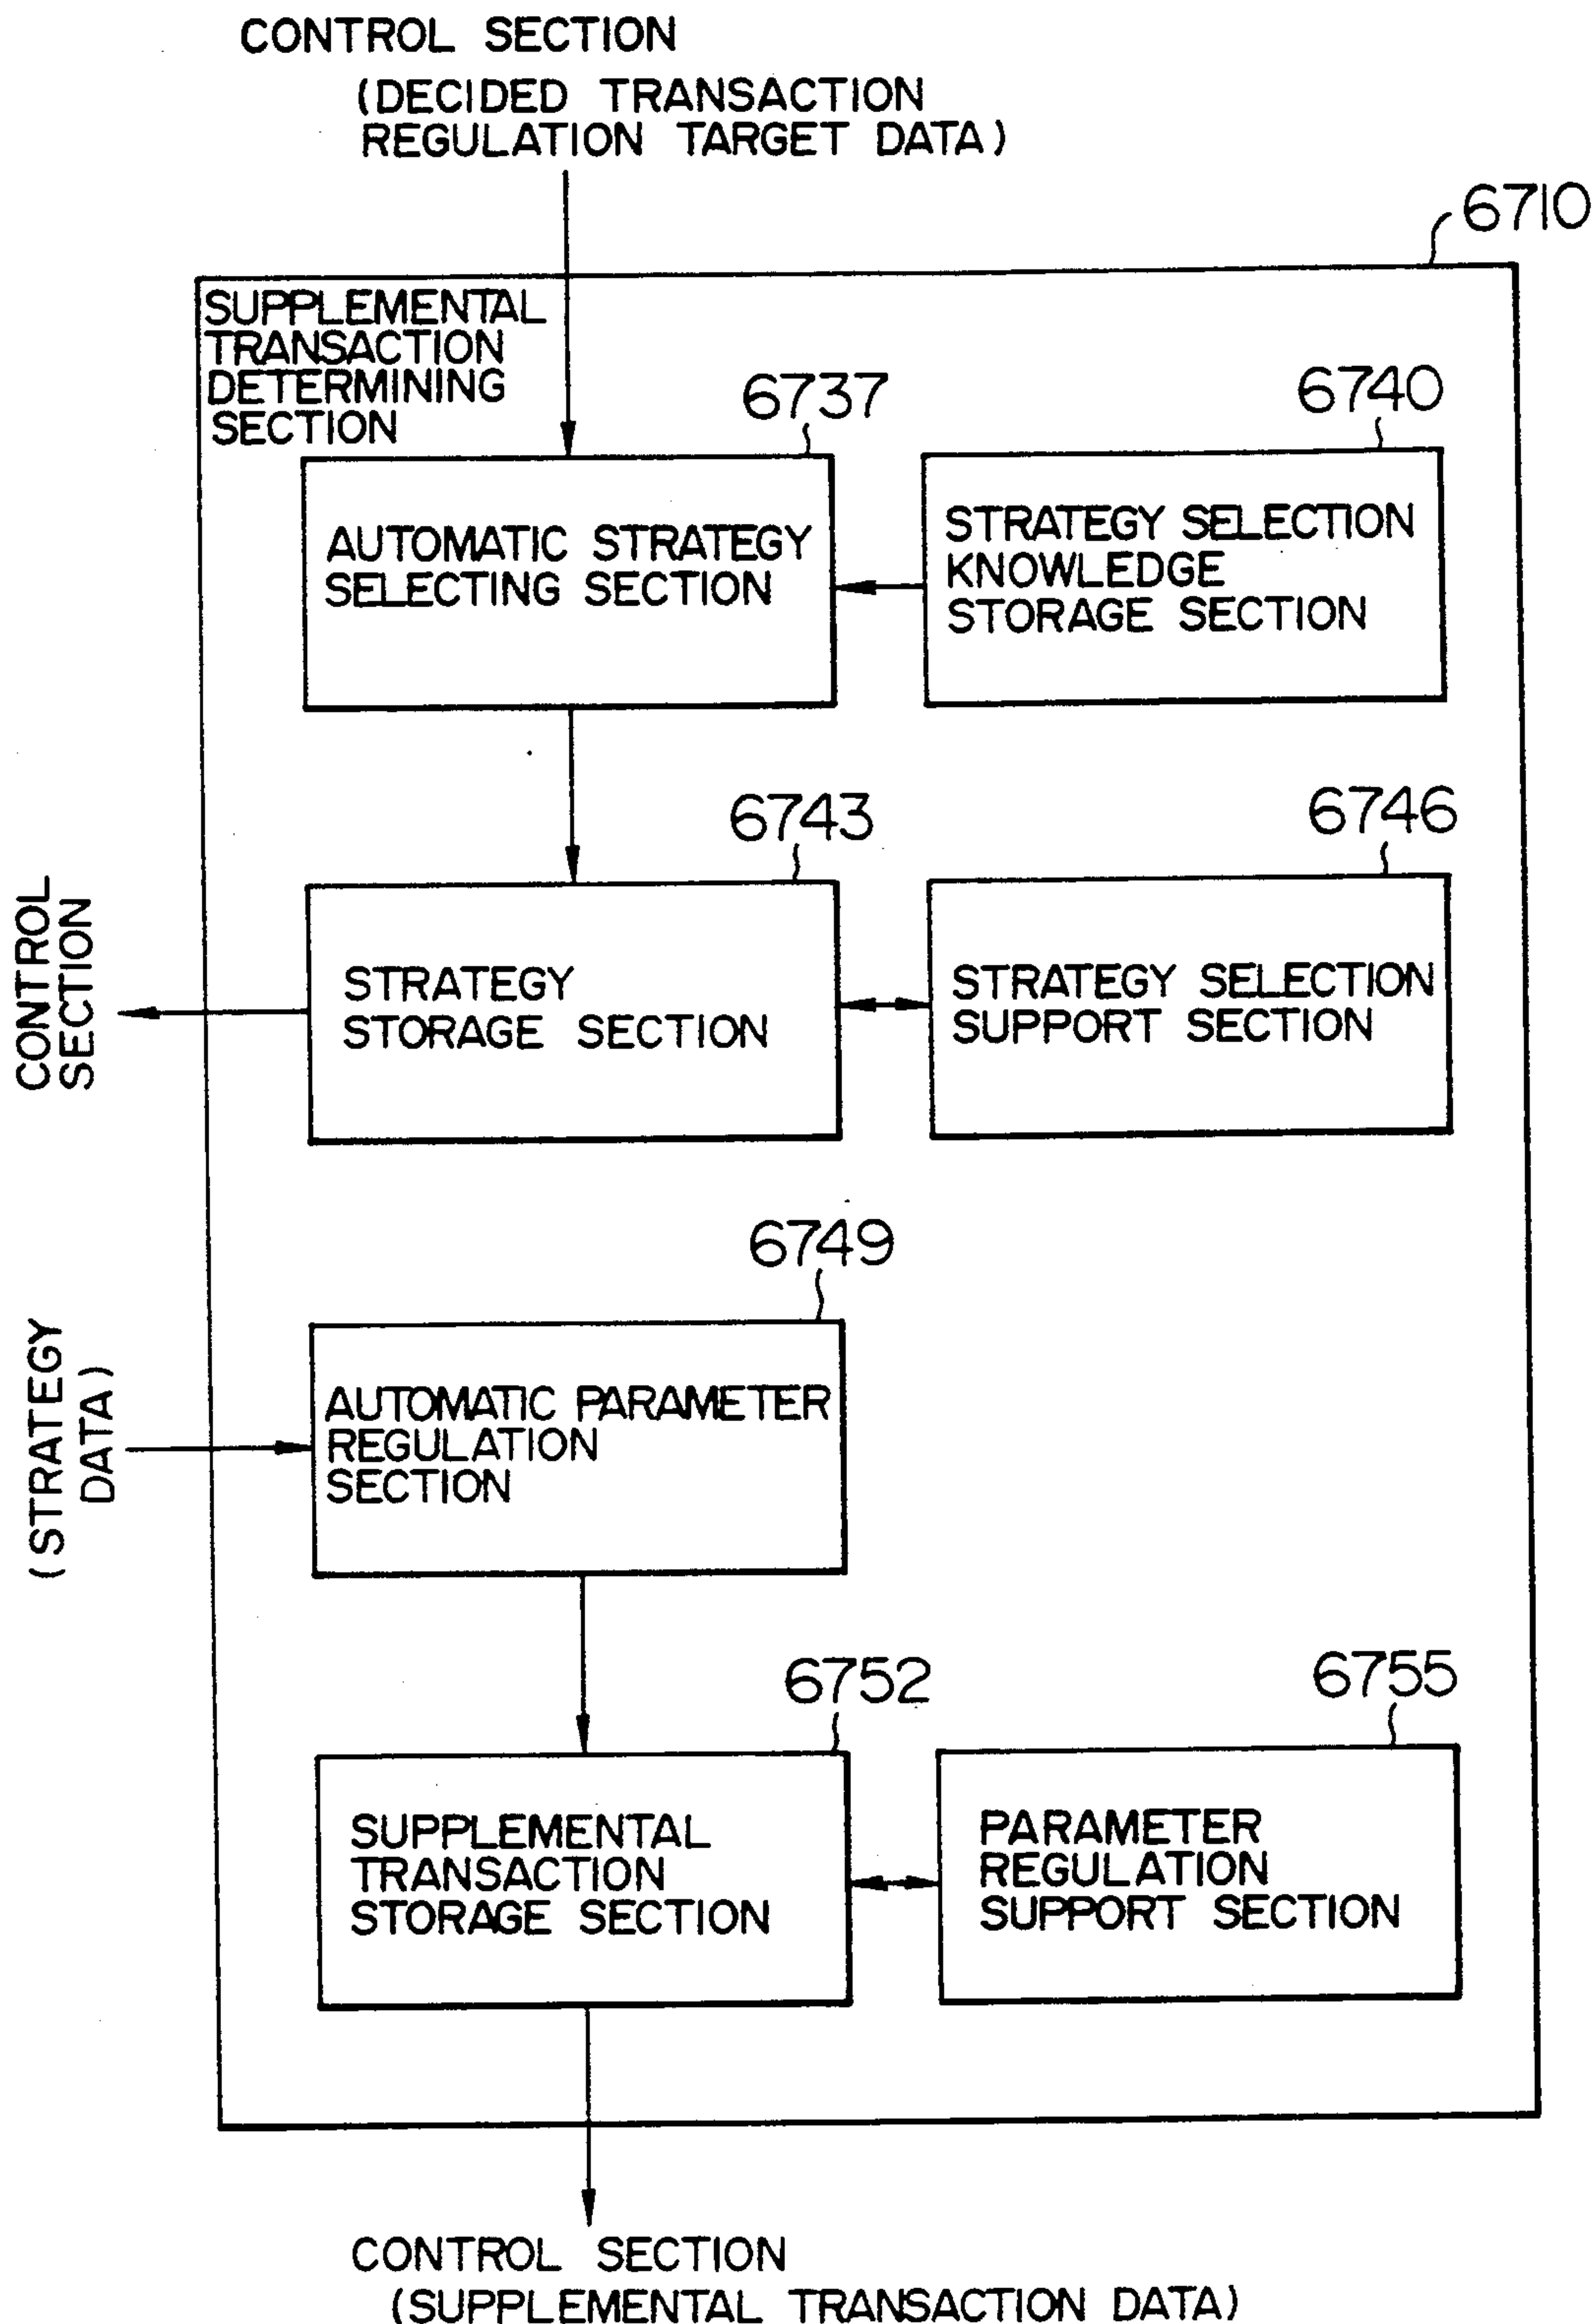 CONTROL SECTION
(DECIDED TRANSACTION
REGULATION TARGET DATA)
6710
SUPPLEMENTAL
TRANSACTION
DETERMINING
SECTION
6737
6740
AUTOMATIC STRATEGY
SELECTING SECTION
STRATEGY SELECTION
KNOWLEDGE
STORAGE SECTION
6743
6746
CONTROL
SECTION
STRATEGY
STORAGE SECTION
STRATEGY SELECTION
SUPPORT SECTION
6749
(STRATEGY
DATA)
AUTOMATIC PARAMETER
REGULATION
SECTION
6752
6755
SUPPLEMENTAL
TRANSACTION
STORAGE SECTION
PARAMETER
REGULATION
SUPPORT SECTION
CONTROL SECTION
(SUPPLEMENTAL TRANSACTION DATA)